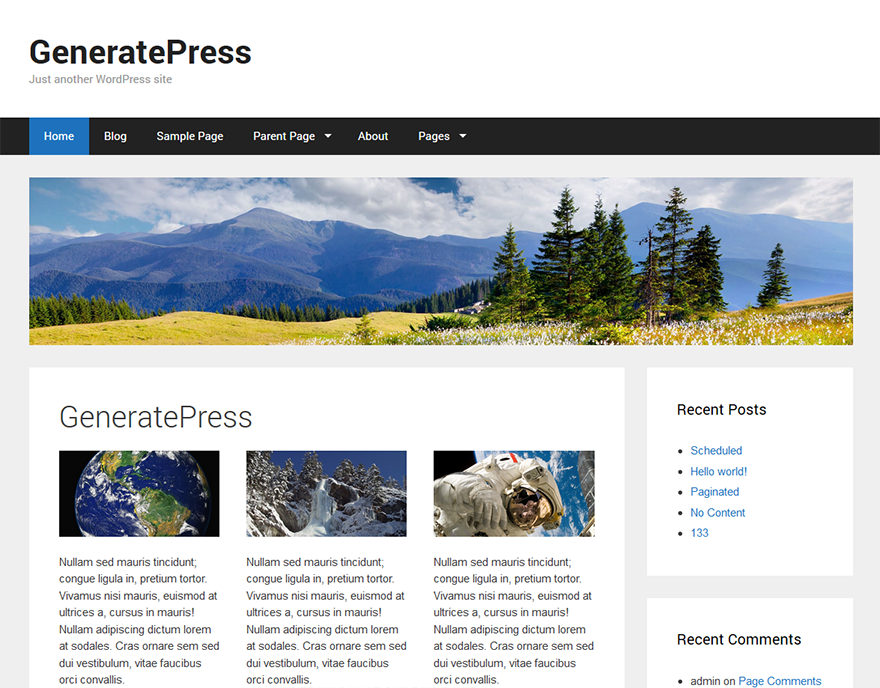 GeneratePress
Just another WordPress site
Home Blog Sample Page Parent Page About Pages
GeneratePress
Nullam sed mauris tincidunt;
congue ligula in, pretium tortor.
Vivamus nisi mauris, euismod at
ultrices a, cursus in mauris!
Nullam adipiscing dictum lorem
at sodales. Cras ornare sem sed
dui vestibulum, vitae faucibus
orci convallis.
Nullam sed mauris tincidunt;
congue ligula in, pretium tortor.
Vivamus nisi mauris, euismod at
ultrices a, cursus in mauris!
Nullam adipiscing dictum lorem
at sodales. Cras ornare sem sed
dui vestibulum, vitae faucibus
orci convallis.
Nullam sed mauris tincidunt;
congue ligula in, pretium tortor.
Vivamus nisi mauris, euismod at
ultrices a, cursus in mauris!
Nullam adipiscing dictum lorem
at sodales. Cras ornare sem sed
dui vestibulum, vitae faucibus
orci convallis.
Recent Posts
Scheduled
Hello world!
Paginated
No Content
133
Recent Comments
admin on Page Comments